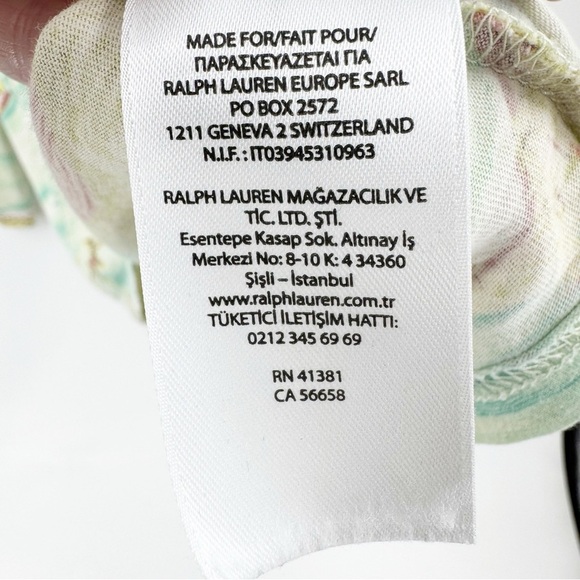 MADE FOR/FAIT POUR/
ΠΑΡΑΣΚΕΥΑΖΕΤΑΙ ΓΙΑ
RALPH LAUREN EUROPE SARL
PO BOX 2572
1211 GENEVA 2 SWITZERLAND
N.I.F. : IT03945310963
RALPH LAUREN MAĞAZACILIK VE
TİC. LTD. ŞTİ.
Esentepe Kasap Sok. Altınay İş
Merkezi No: 8-10 K: 4 34360
Şişli – İstanbul
www.ralphlauren.com.tr
TÜKETİCİ İLETİŞİM HATTI:
0212 345 69 69
RN 41381
CA 56658